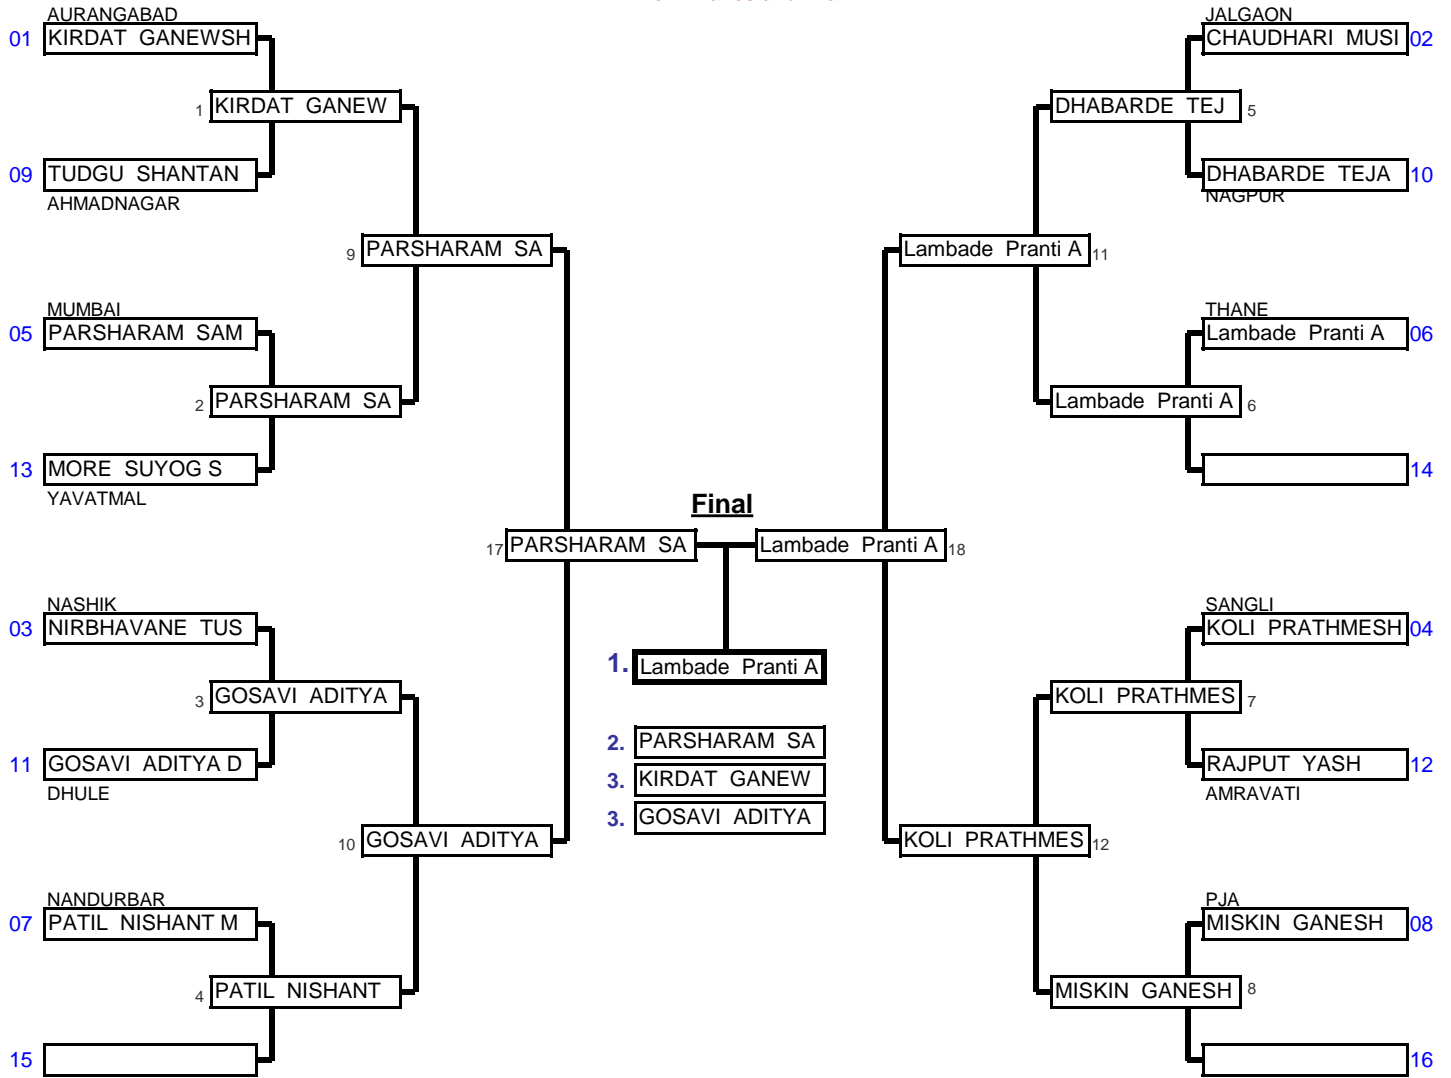 AURANGABAD
01 KIRDAT GANEWSH
1 KIRDAT GANEW
09 TUDGU SHANTAN
AHMADNAGAR
9 PARSHARAM SA
MUMBAI
05 PARSHARAM SAM
2 PARSHARAM SA
13 MORE SUYOG S
YAVATMAL
17 PARSHARAM SA
NASHIK
03 NIRBHAVANE TUS
3 GOSAVI ADITYA
11 GOSAVI ADITYA D
DHULE
10 GOSAVI ADITYA
NANDURBAR
07 PATIL NISHANT M
4 PATIL NISHANT
15
Final
1. Lambade Pranti A
2. PARSHARAM SA
3. KIRDAT GANEW
3. GOSAVI ADITYA
JALGAON
CHAUDHARI MUSI 02
DHABARDE TEJ 5
DHABARDE TEJA 10
NAGPUR
Lambade Pranti A 11
THANE
Lambade Pranti A 06
Lambade Pranti A 6
14
Lambade Pranti A 18
SANGLI
KOLI PRATHMESH 04
KOLI PRATHMES 7
RAJPUT YASH 12
AMRAVATI
KOLI PRATHMES 12
PJA
MISKIN GANESH 08
MISKIN GANESH 8
16